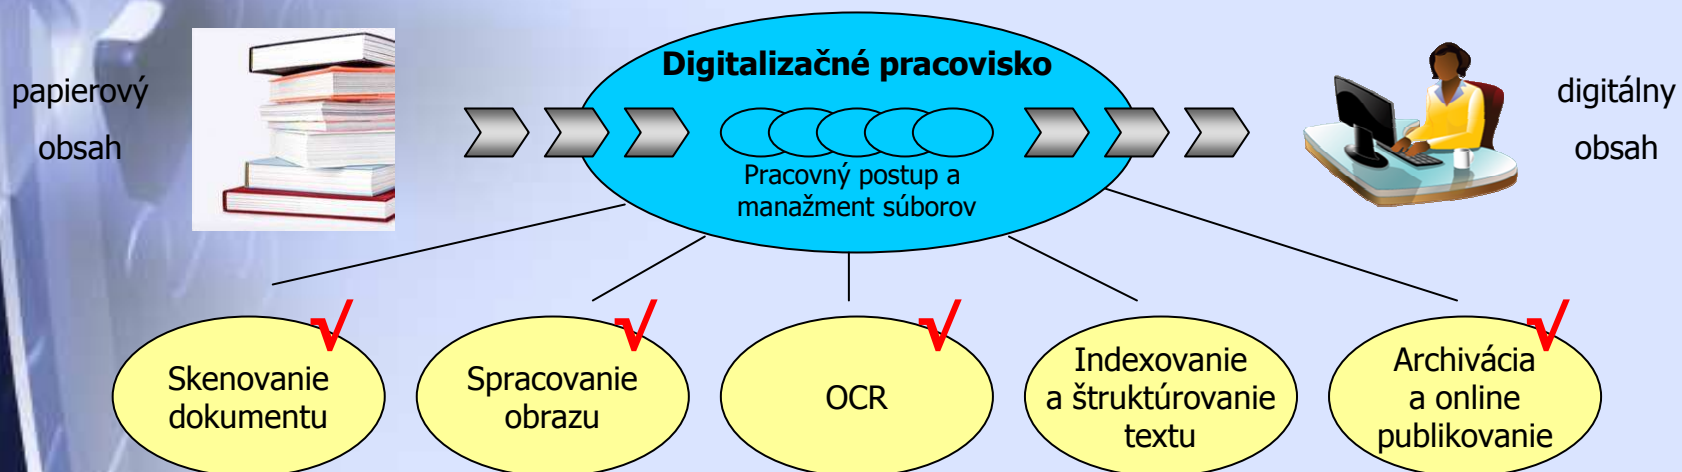 Digitalizačné pracovisko
papierový
obsah
digitálny
obsah
Pracovný postup a
manažment súborov
√
√
√
√
Skenovanie
dokumentu
Spracovanie
obrazu
OCR
Indexovanie
a štruktúrovanie
textu
Archivácia
a online
publikovanie